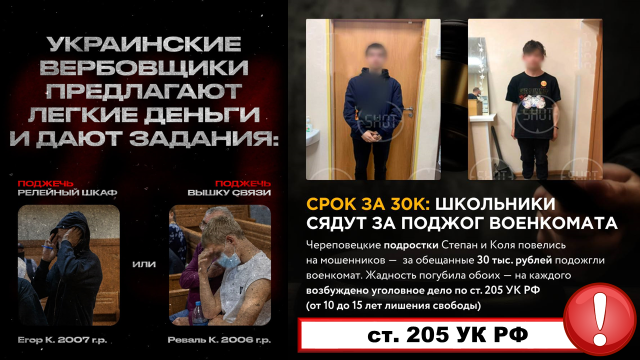 УКРАИНСКИЕ
ВЕРБОВЩИКИ
ПРЕДЛАГАЮТ
ЛЕГКИЕ ДЕНЬГИ
И ДАЮТ ЗАДАНИЯ:
ПОДЖЕЧЬ
РЕЛЕЙНЫЙ ШКАФ
ПОДЖЕЧЬ
ВЫШКУ СВЯЗИ
ИЛИ
Егор К. 2007 г.р.
Реваль К. 2006 г.р.
SHOT
SHOT
СРОК ЗА 30К: ШКОЛЬНИКИ
СЯДУТ ЗА ПОДЖОГ ВОЕНКОМАТА
Череповецкие подростки Степан и Коля повелись
на мошенников — за обещанные 30 тыс. рублей подожгли
военкомат. Жадность погубила обоих — на каждого
возбуждено уголовное дело по ст. 205 УК РФ
(от 10 до 15 лет лишения свободы)
ст. 205 УК РФ
!